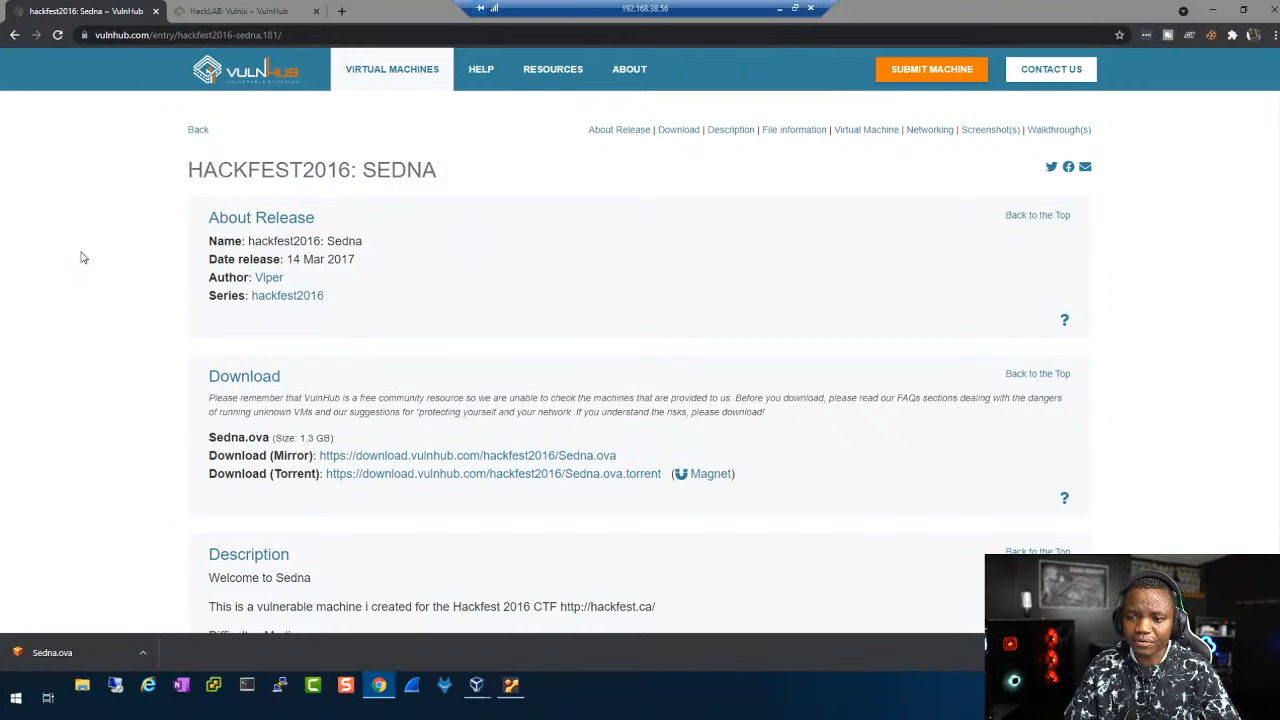 hackfest2016: Sedna ~ VulnHub
HackLAB: Vulnix ~ VulnHub
192.168.38.56
vulnhub.com/entry/hackfest2016-sedna,181/
VULNHUB
VIRTUAL MACHINES
HELP
RESOURCES
ABOUT
SUBMIT MACHINE
CONTACT US
Back
About Release | Download | Description | File information | Virtual Machine | Networking | Screenshot(s) | Walkthrough(s)
HACKFEST2016: SEDNA
About Release
Back to the Top
Name: hackfest2016: Sedna
Date release: 14 Mar 2017
Author: Viper
Series: hackfest2016
?
Download
Back to the Top
Please remember that VulnHub is a free community resource so we are unable to check the machines that are provided to us. Before you download, please read our FAQs sections dealing with the dangers
of running unknown VMs and our suggestions for "protecting yourself and your network. If you understand the risks, please download!
Sedna.ova (Size: 1.3 GB)
Download (Mirror): https://download.vulnhub.com/hackfest2016/Sedna.ova
Download (Torrent): https://download.vulnhub.com/hackfest2016/Sedna.ova.torrent (Magnet)
?
Description
Back to the Top
Welcome to Sedna
This is a vulnerable machine i created for the Hackfest 2016 CTF http://hackfest.ca/
Sedna.ova